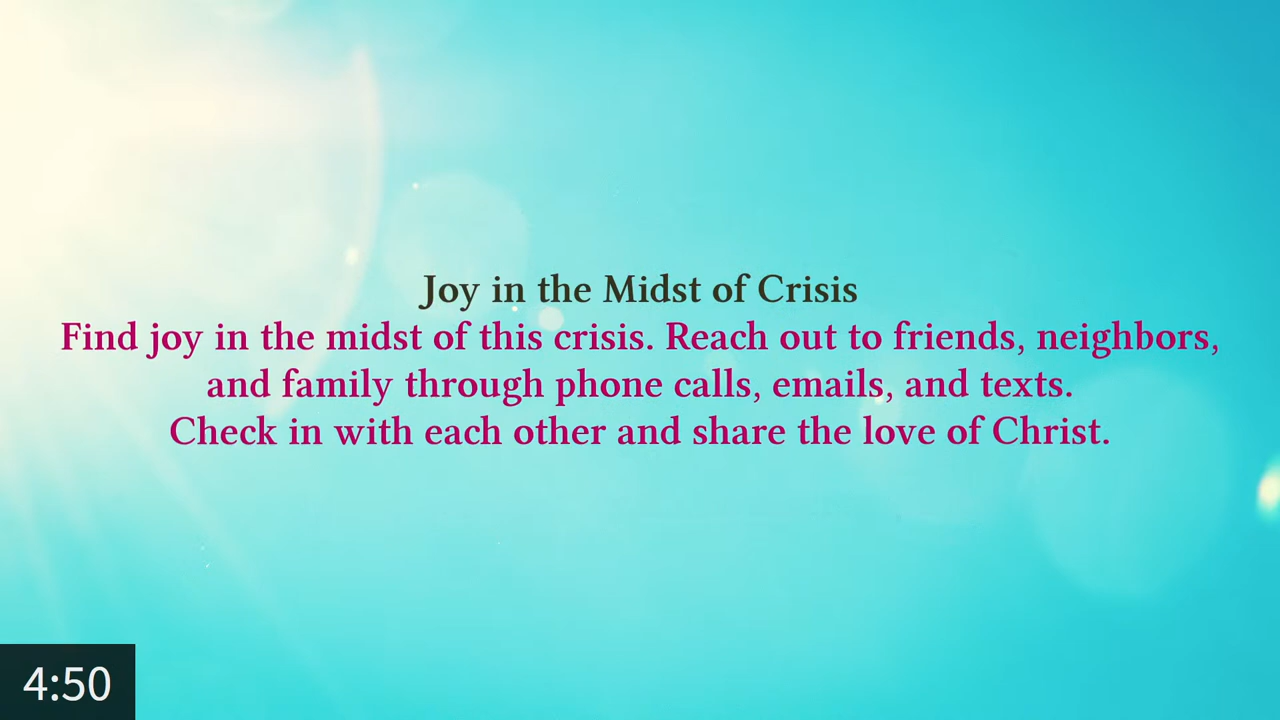 Joy in the Midst of Crisis
Find joy in the midst of this crisis. Reach out to friends, neighbors,
and family through phone calls, emails, and texts.
Check in with each other and share the love of Christ.
4:50